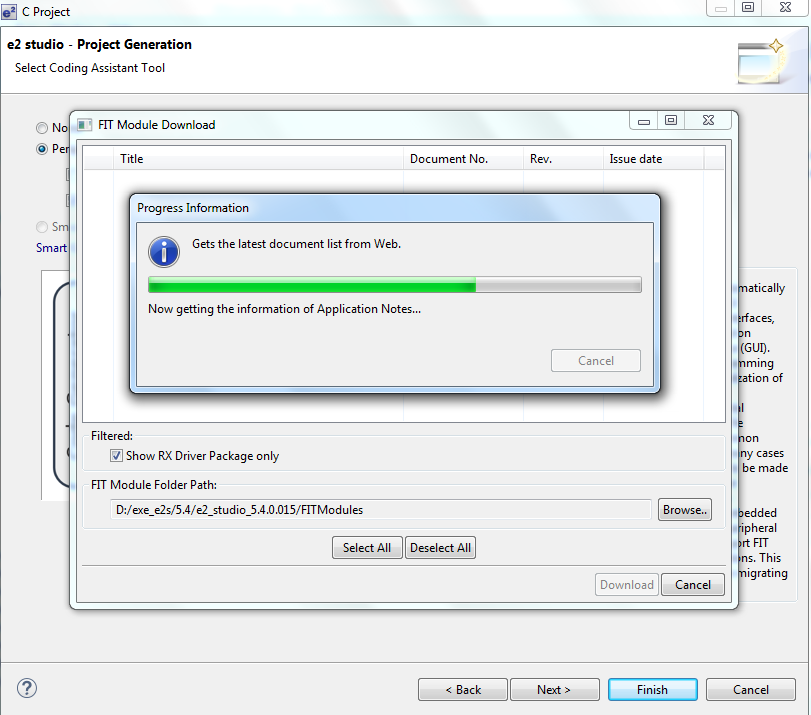 e² C Project
e2 studio - Project Generation
Select Coding Assistant Tool
No
Per
Sm
Smart
FIT Module Download
Title Document No. Rev. Issue date
Progress Information
Gets the latest document list from Web.
Now getting the information of Application Notes...
Cancel
matically
erfaces,
on
(GUI).
mming
zation of
al
e
mon
ny cases
be made
bedded
ripheral
ort FIT
ons. This
migrating
Filtered:
Show RX Driver Package only
FIT Module Folder Path:
D:/exe_e2s/5.4/e2_studio_5.4.0.015/FITModules
Browse..
Select All Deselect All
Download Cancel
?
< Back Next > Finish Cancel